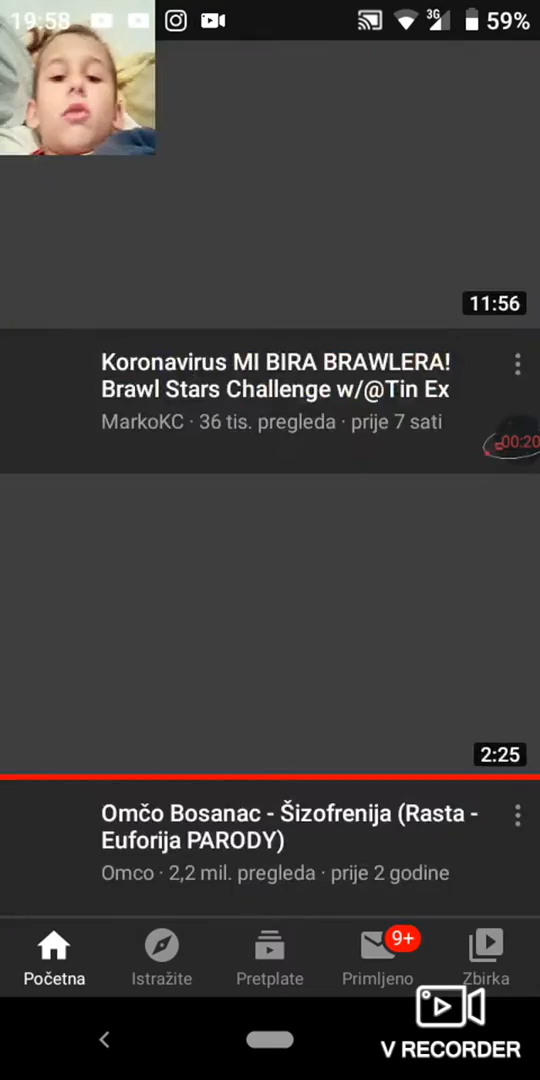 19:58
3G
59%
11:56
Koronavirus MI BIRA BRAWLERA!
Brawl Stars Challenge w/@Tin Ex
MarkoKC · 36 tis. pregleda · prije 7 sati
00:20
2:25
Omčo Bosanac - Šizofrenija (Rasta -
Euforija PARODY)
Omco · 2,2 mil. pregleda · prije 2 godine
9+
Početna
Istražite
Pretplate
Primljeno
Zbirka
V RECORDER